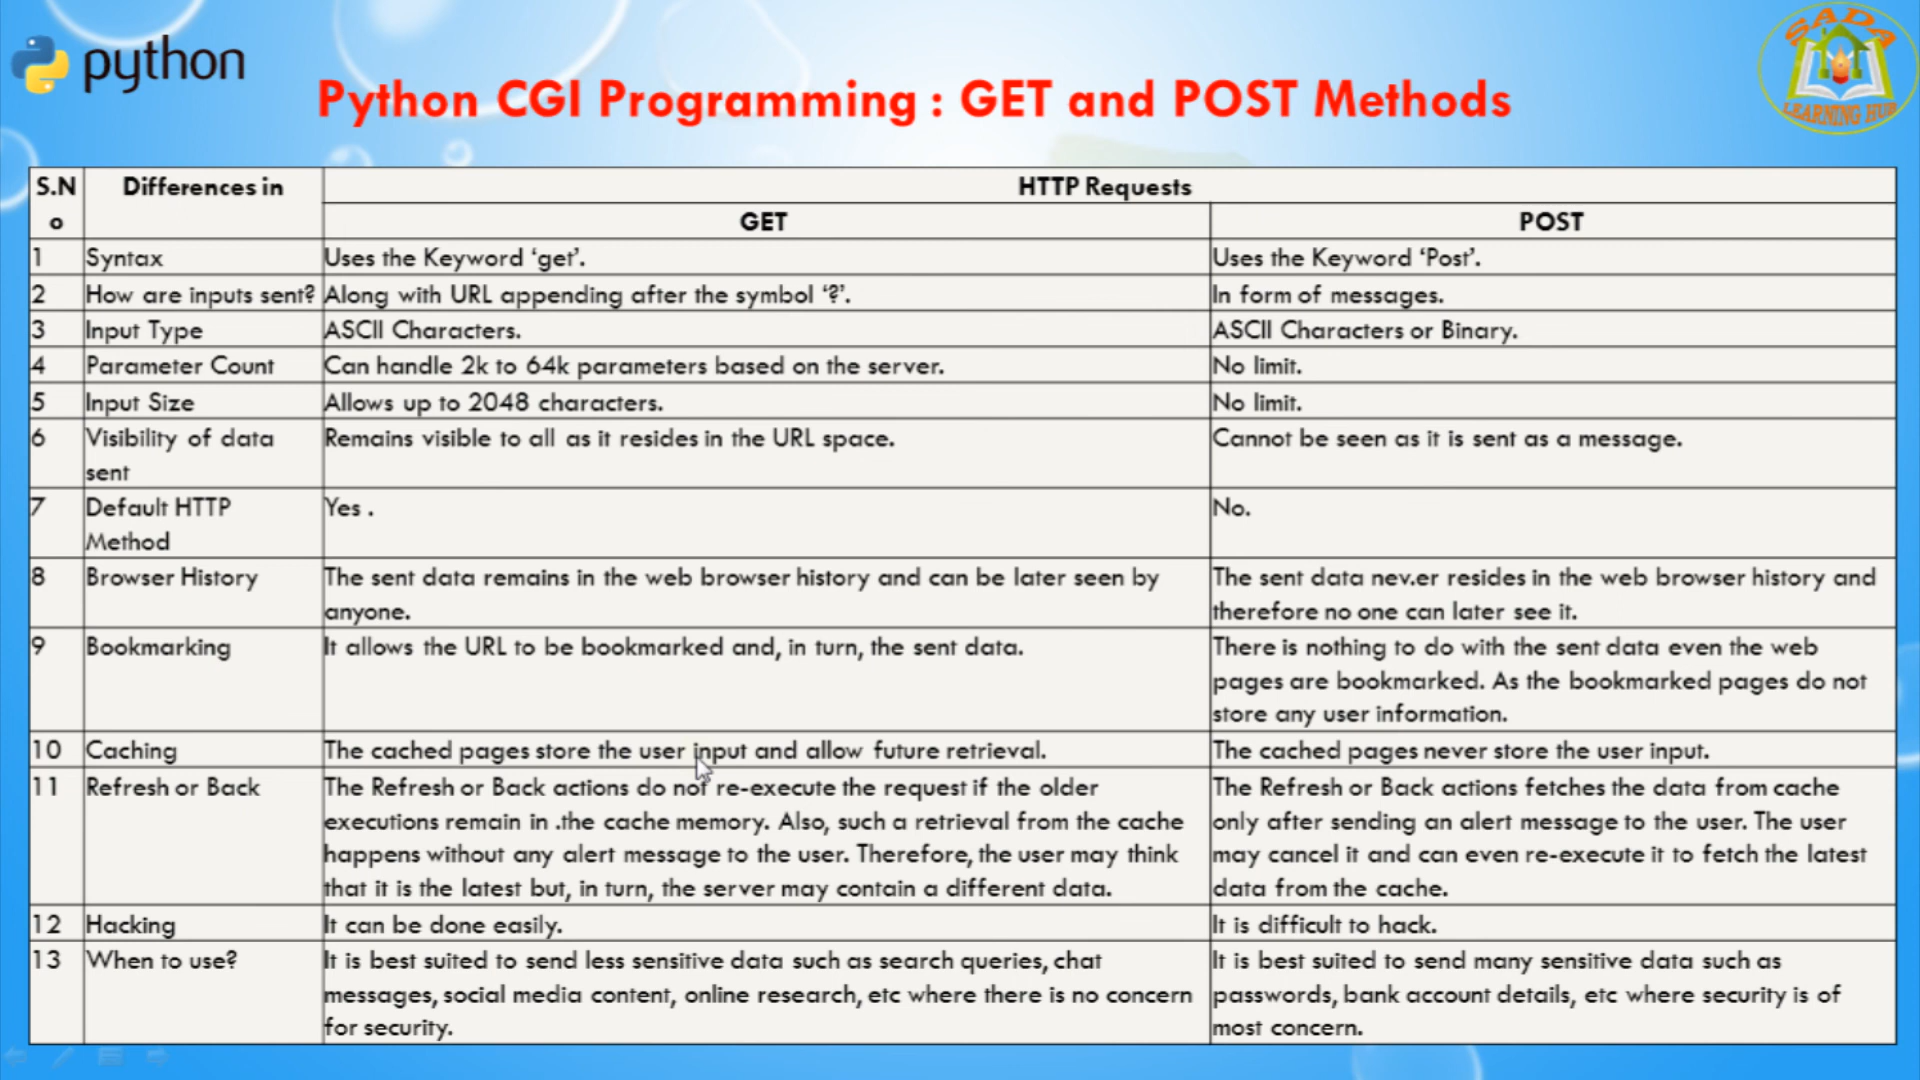 python
Python CGI Programming : GET and POST Methods
SADA
LEARNING HUB
S.N
o
Differences in
HTTP Requests
GET
POST
1
Syntax
Uses the Keyword ‘get’.
Uses the Keyword ‘Post’.
2
How are inputs sent?
Along with URL appending after the symbol ‘?’.
In form of messages.
3
Input Type
ASCII Characters.
ASCII Characters or Binary.
4
Parameter Count
Can handle 2k to 64k parameters based on the server.
No limit.
5
Input Size
Allows up to 2048 characters.
No limit.
6
Visibility of data
sent
Remains visible to all as it resides in the URL space.
Cannot be seen as it is sent as a message.
7
Default HTTP
Method
Yes .
No.
8
Browser History
The sent data remains in the web browser history and can be later seen by
anyone.
The sent data nev.er resides in the web browser history and
therefore no one can later see it.
9
Bookmarking
It allows the URL to be bookmarked and, in turn, the sent data.
There is nothing to do with the sent data even the web
pages are bookmarked. As the bookmarked pages do not
store any user information.
10
Caching
The cached pages store the user input and allow future retrieval.
The cached pages never store the user input.
11
Refresh or Back
The Refresh or Back actions do not re-execute the request if the older
executions remain in .the cache memory. Also, such a retrieval from the cache
happens without any alert message to the user. Therefore, the user may think
that it is the latest but, in turn, the server may contain a different data.
The Refresh or Back actions fetches the data from cache
only after sending an alert message to the user. The user
may cancel it and can even re-execute it to fetch the latest
data from the cache.
12
Hacking
It can be done easily.
It is difficult to hack.
13
When to use?
It is best suited to send less sensitive data such as search queries, chat
messages, social media content, online research, etc where there is no concern
for security.
It is best suited to send many sensitive data such as
passwords, bank account details, etc where security is of
most concern.